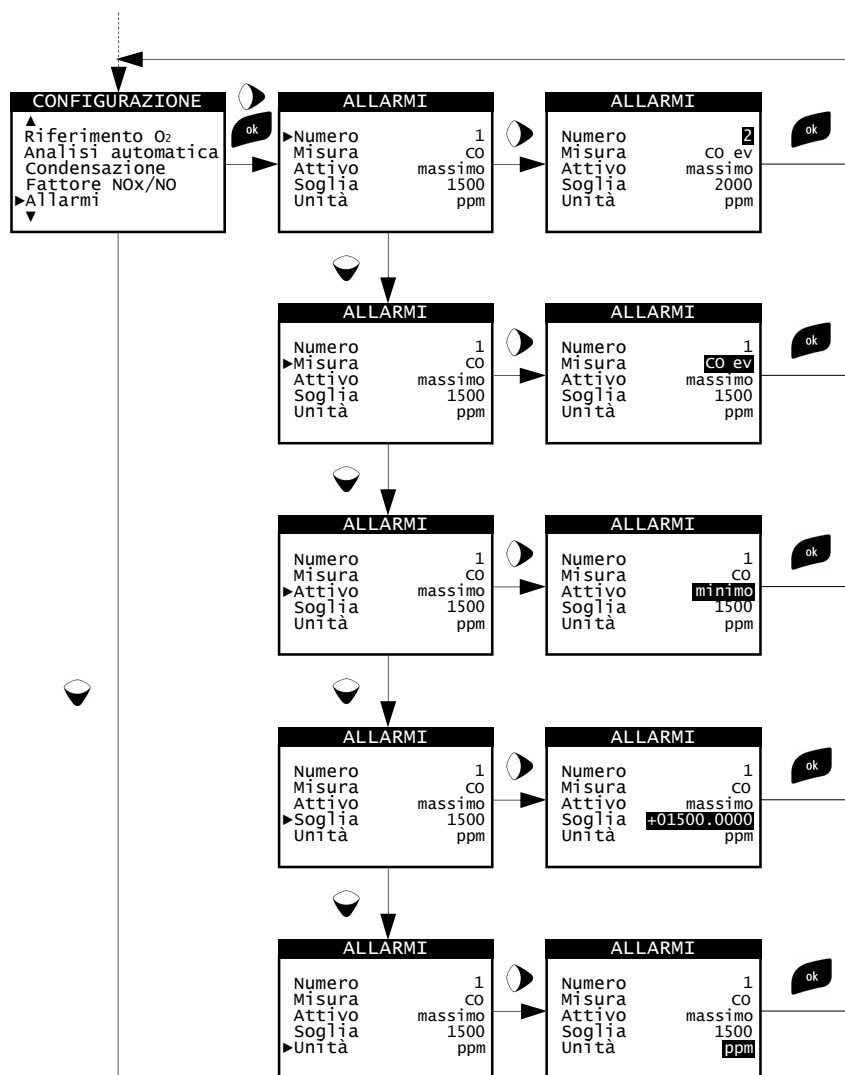 CONFIGURAZIONE
Riferimento O2
Analisi automatica
Condensazione
Fattore NOx/NO
Allarmi
ok
ALLARMI
Numero 1
Misura CO
Attivo massimo
Soglia 1500
Unità ppm
ALLARMI
Numero 2
Misura CO ev
Attivo massimo
Soglia 2000
Unità ppm
ok
ALLARMI
Numero 1
Misura CO
Attivo massimo
Soglia 1500
Unità ppm
ALLARMI
Numero 1
Misura CO ev
Attivo massimo
Soglia 1500
Unità ppm
ok
ALLARMI
Numero 1
Misura CO
Attivo massimo
Soglia 1500
Unità ppm
ALLARMI
Numero 1
Misura CO
Attivo minimo
Soglia 1500
Unità ppm
ok
ALLARMI
Numero 1
Misura CO
Attivo massimo
Soglia 1500
Unità ppm
ALLARMI
Numero 1
Misura CO
Attivo massimo
Soglia +01500.0000
Unità ppm
ok
ALLARMI
Numero 1
Misura CO
Attivo massimo
Soglia 1500
Unità ppm
ALLARMI
Numero 1
Misura CO
Attivo massimo
Soglia 1500
Unità ppm
ok